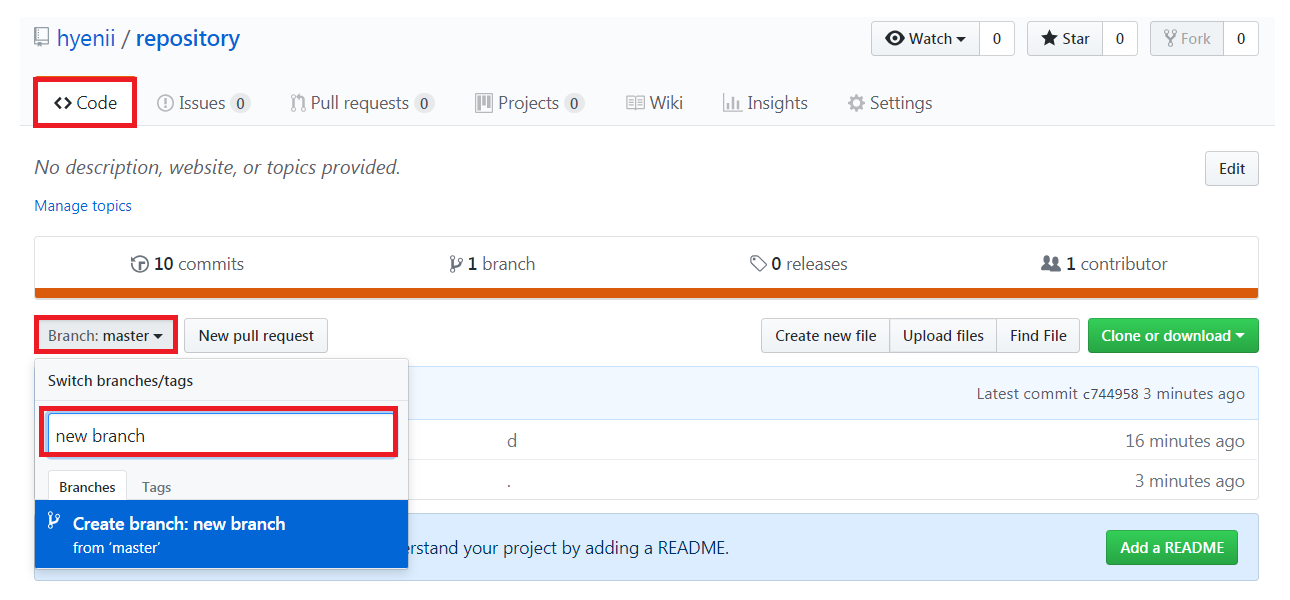 hyenii / repository
Watch 0 Star 0 Fork 0
Code Issues 0 Pull requests 0 Projects 0 Wiki Insights Settings
No description, website, or topics provided.
Edit
Manage topics
10 commits 1 branch 0 releases 1 contributor
Branch: master New pull request Create new file Upload files Find File Clone or download
Switch branches/tags
Latest commit c744958 3 minutes ago
new branch
d 16 minutes ago
. 3 minutes ago
Branches Tags
Create branch: new branch
from ‘master’
your project by adding a README.
Add a README